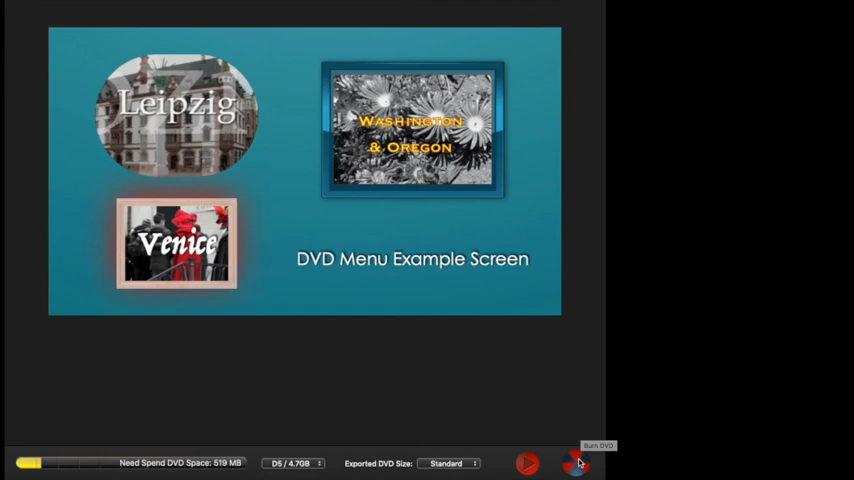 Leipzig
WASHINGTON
& OREGON
Venice
DVD Menu Example Screen
Burn DVD
Need Spend DVD Space: 519 MB
D5 / 4.7GB
Exported DVD Size:
Standard